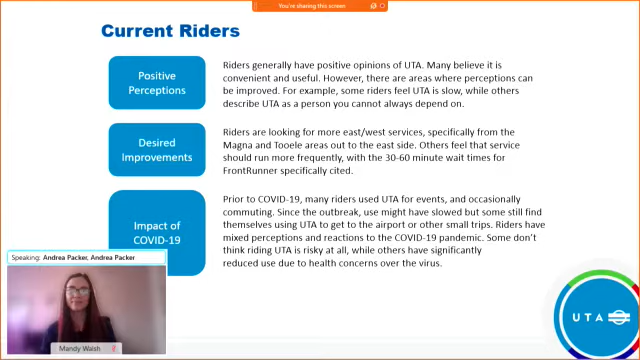 You're sharing this screen
Current Riders
Positive
Perceptions
Riders generally have positive opinions of UTA. Many believe it is
convenient and useful. However, there are areas where perceptions can
be improved. For example, some riders feel UTA is slow, while others
describe UTA as a person you cannot always depend on.
Desired
Improvements
Riders are looking for more east/west services, specifically from the
Magna and Tooele areas out to the east side. Others feel that service
should run more frequently, with the 30-60 minute wait times for
FrontRunner specifically cited.
Impact of
COVID-19
Prior to COVID-19, many riders used UTA for events, and occasionally
commuting. Since the outbreak, use might have slowed but some still find
themselves using UTA to get to the airport or other small trips. Riders have
mixed perceptions and reactions to the COVID-19 pandemic. Some don't
think riding UTA is risky at all, while others have significantly
reduced use due to health concerns over the virus.
Speaking: Andrea Packer, Andrea Packer
Mandy Walsh
UTA